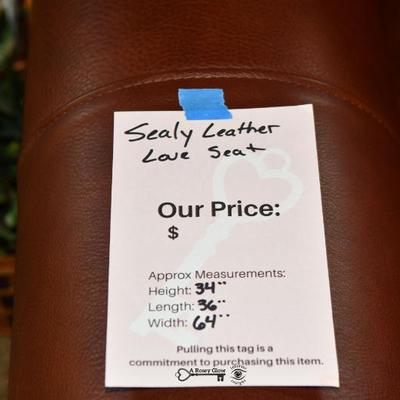 Sealy Leather
Love Seat
Our Price:
$
Approx Measurements:
Height: 34"
Length: 36"
Width: 64"
Pulling this tag is a
commitment to purchasing this item.
A Rosey Glow